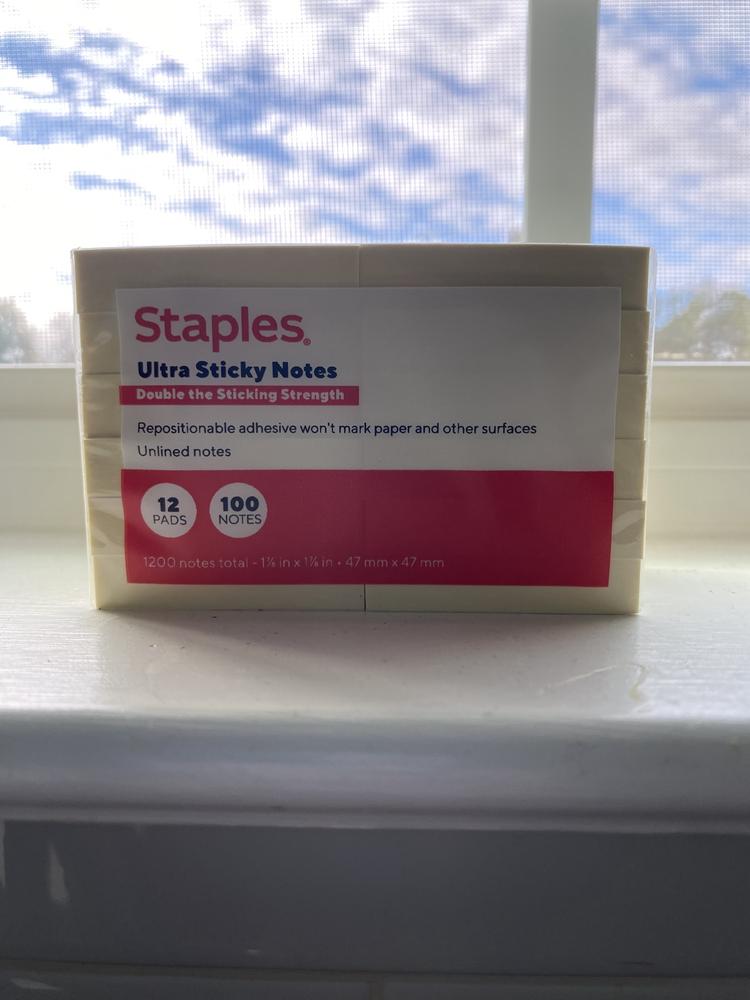 Staples®
Ultra Sticky Notes
Double the Sticking Strength
Repositionable adhesive won't mark paper and other surfaces
Unlined notes
12 PADS
100 NOTES
1200 notes total - 1⅞ in x 1⅞ in • 47 mm x 47 mm